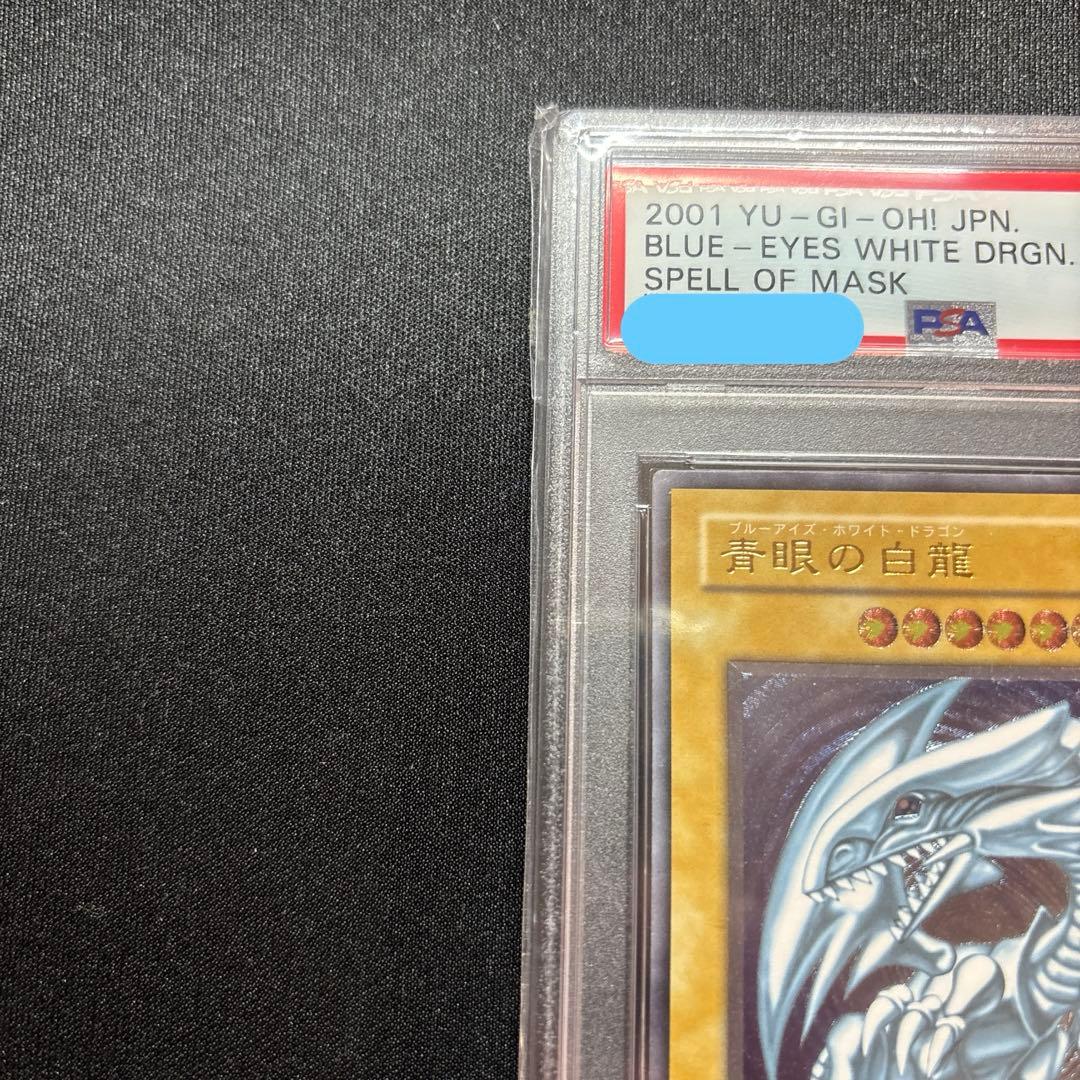 2001 YU-GI-OH! JPN.
BLUE-EYES WHITE DRGN.
SPELL OF MASK
PSA
ブルーアイズ・ホワイト・ドラゴン
青眼の白龍